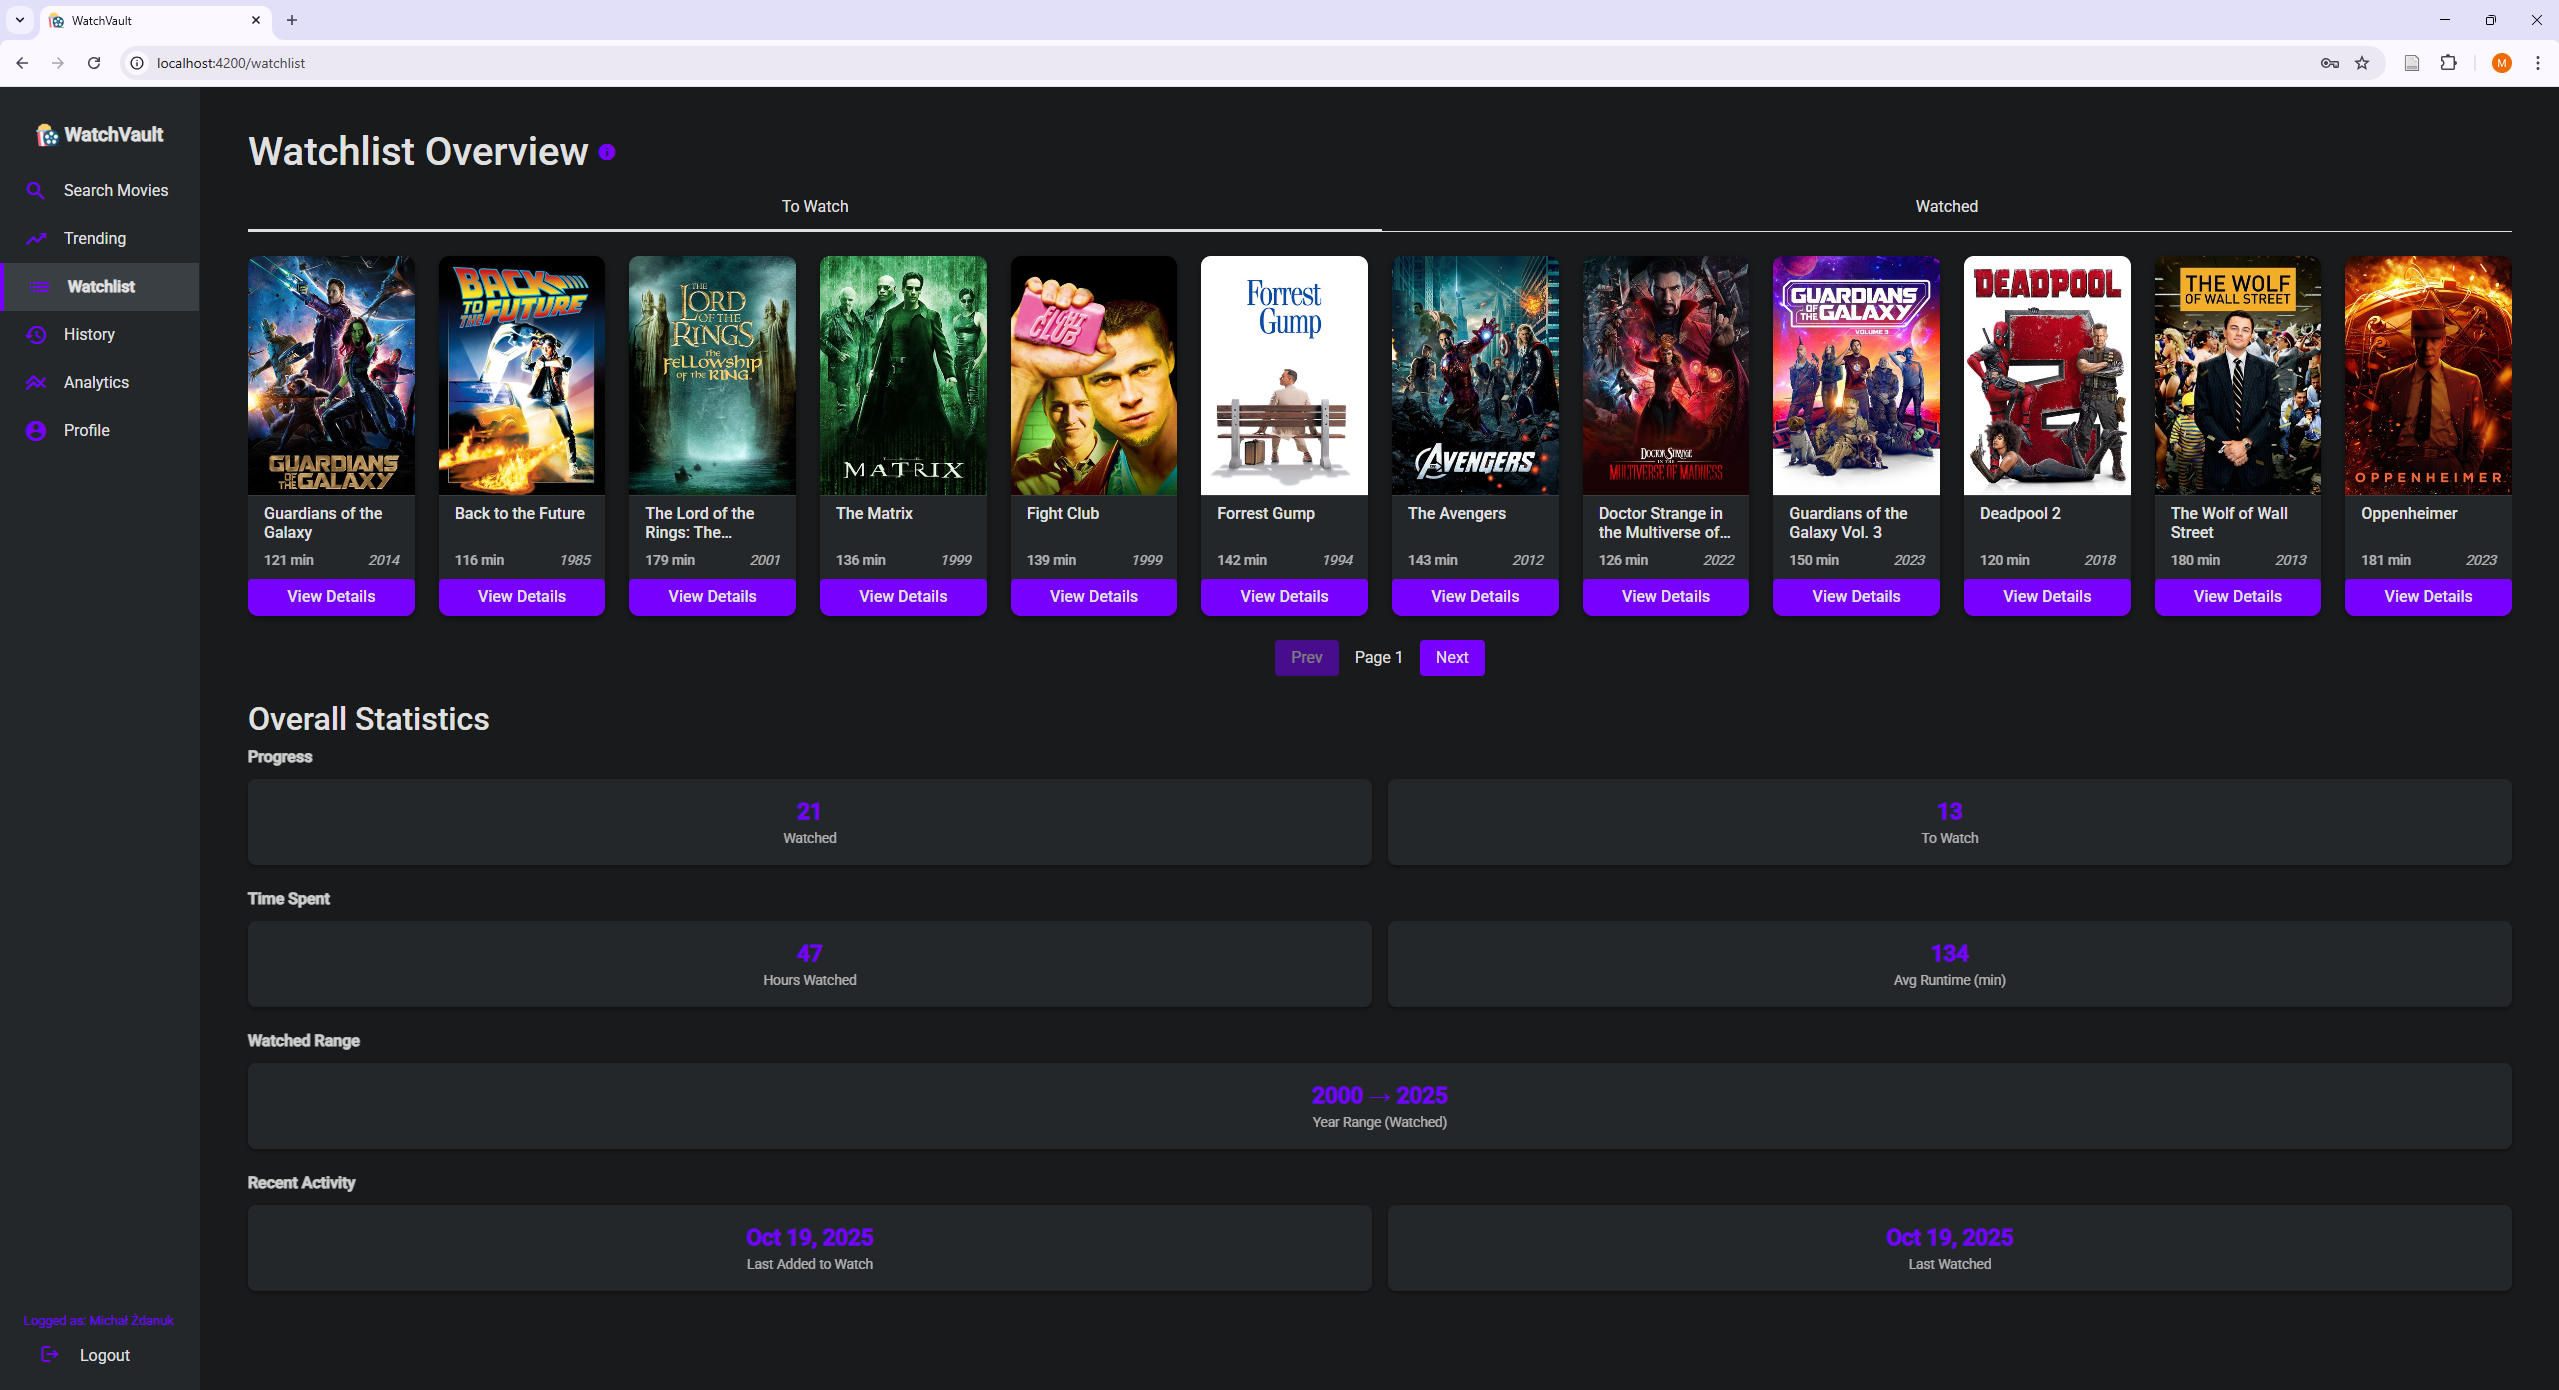 WatchVault
localhost:4200/watchlist
M
WatchVault
Search Movies
Trending
Watchlist
History
Analytics
Profile
Logged as: Michał Żdanuk
Logout
Watchlist Overview
To Watch
Watched
GUARDIANS
OF THE GALAXY
Guardians of the
Galaxy
121 min 2014
View Details
BACK
TO THE FUTURE
Back to the Future
116 min 1985
View Details
THE
LORD
OF THE
RINGS
THE
FELLOWSHIP
OF THE RING
The Lord of the
Rings: The...
179 min 2001
View Details
MATRIX
The Matrix
136 min 1999
View Details
FIGHT
CLUB
Fight Club
139 min 1999
View Details
Forrest
Gump
Forrest Gump
142 min 1994
View Details
AVENGERS
The Avengers
143 min 2012
View Details
DOCTOR STRANGE
IN THE
MULTIVERSE OF MADNESS
Doctor Strange in
the Multiverse of...
126 min 2022
View Details
GUARDIANS
OF THE GALAXY
VOLUME 3
Guardians of the
Galaxy Vol. 3
150 min 2023
View Details
DEADPOOL
2
Deadpool 2
120 min 2018
View Details
THE WOLF
OF WALL STREET
The Wolf of Wall
Street
180 min 2013
View Details
OPPENHEIMER
Oppenheimer
181 min 2023
View Details
Prev Page 1 Next
Overall Statistics
Progress
21
Watched
13
To Watch
Time Spent
47
Hours Watched
134
Avg Runtime (min)
Watched Range
2000 → 2025
Year Range (Watched)
Recent Activity
Oct 19, 2025
Last Added to Watch
Oct 19, 2025
Last Watched